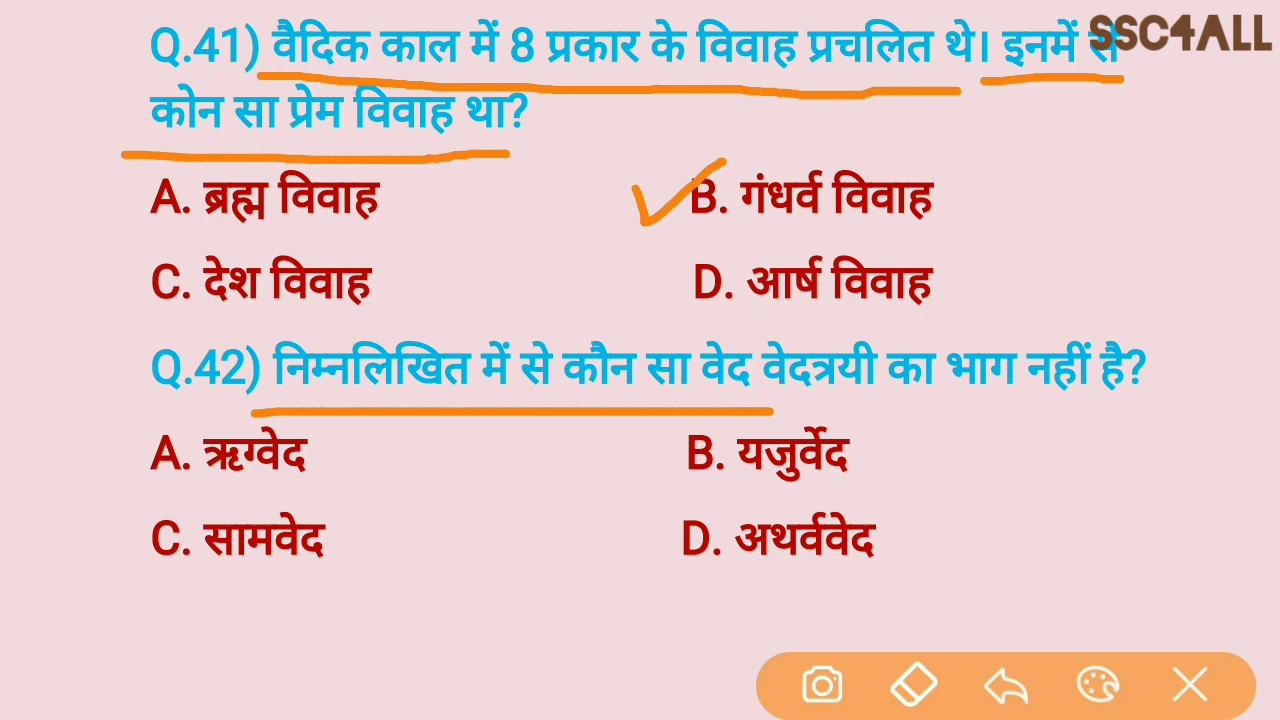 SSC4ALL
Q.41) वैदिक काल में 8 प्रकार के विवाह प्रचलित थे। इनमें से
कोन सा प्रेम विवाह था?
A. ब्रह्म विवाह B. गंधर्व विवाह
C. देश विवाह D. आर्ष विवाह
Q.42) निम्नलिखित में से कौन सा वेद वेदत्रयी का भाग नहीं है?
A. ऋग्वेद B. यजुर्वेद
C. सामवेद D. अथर्ववेद